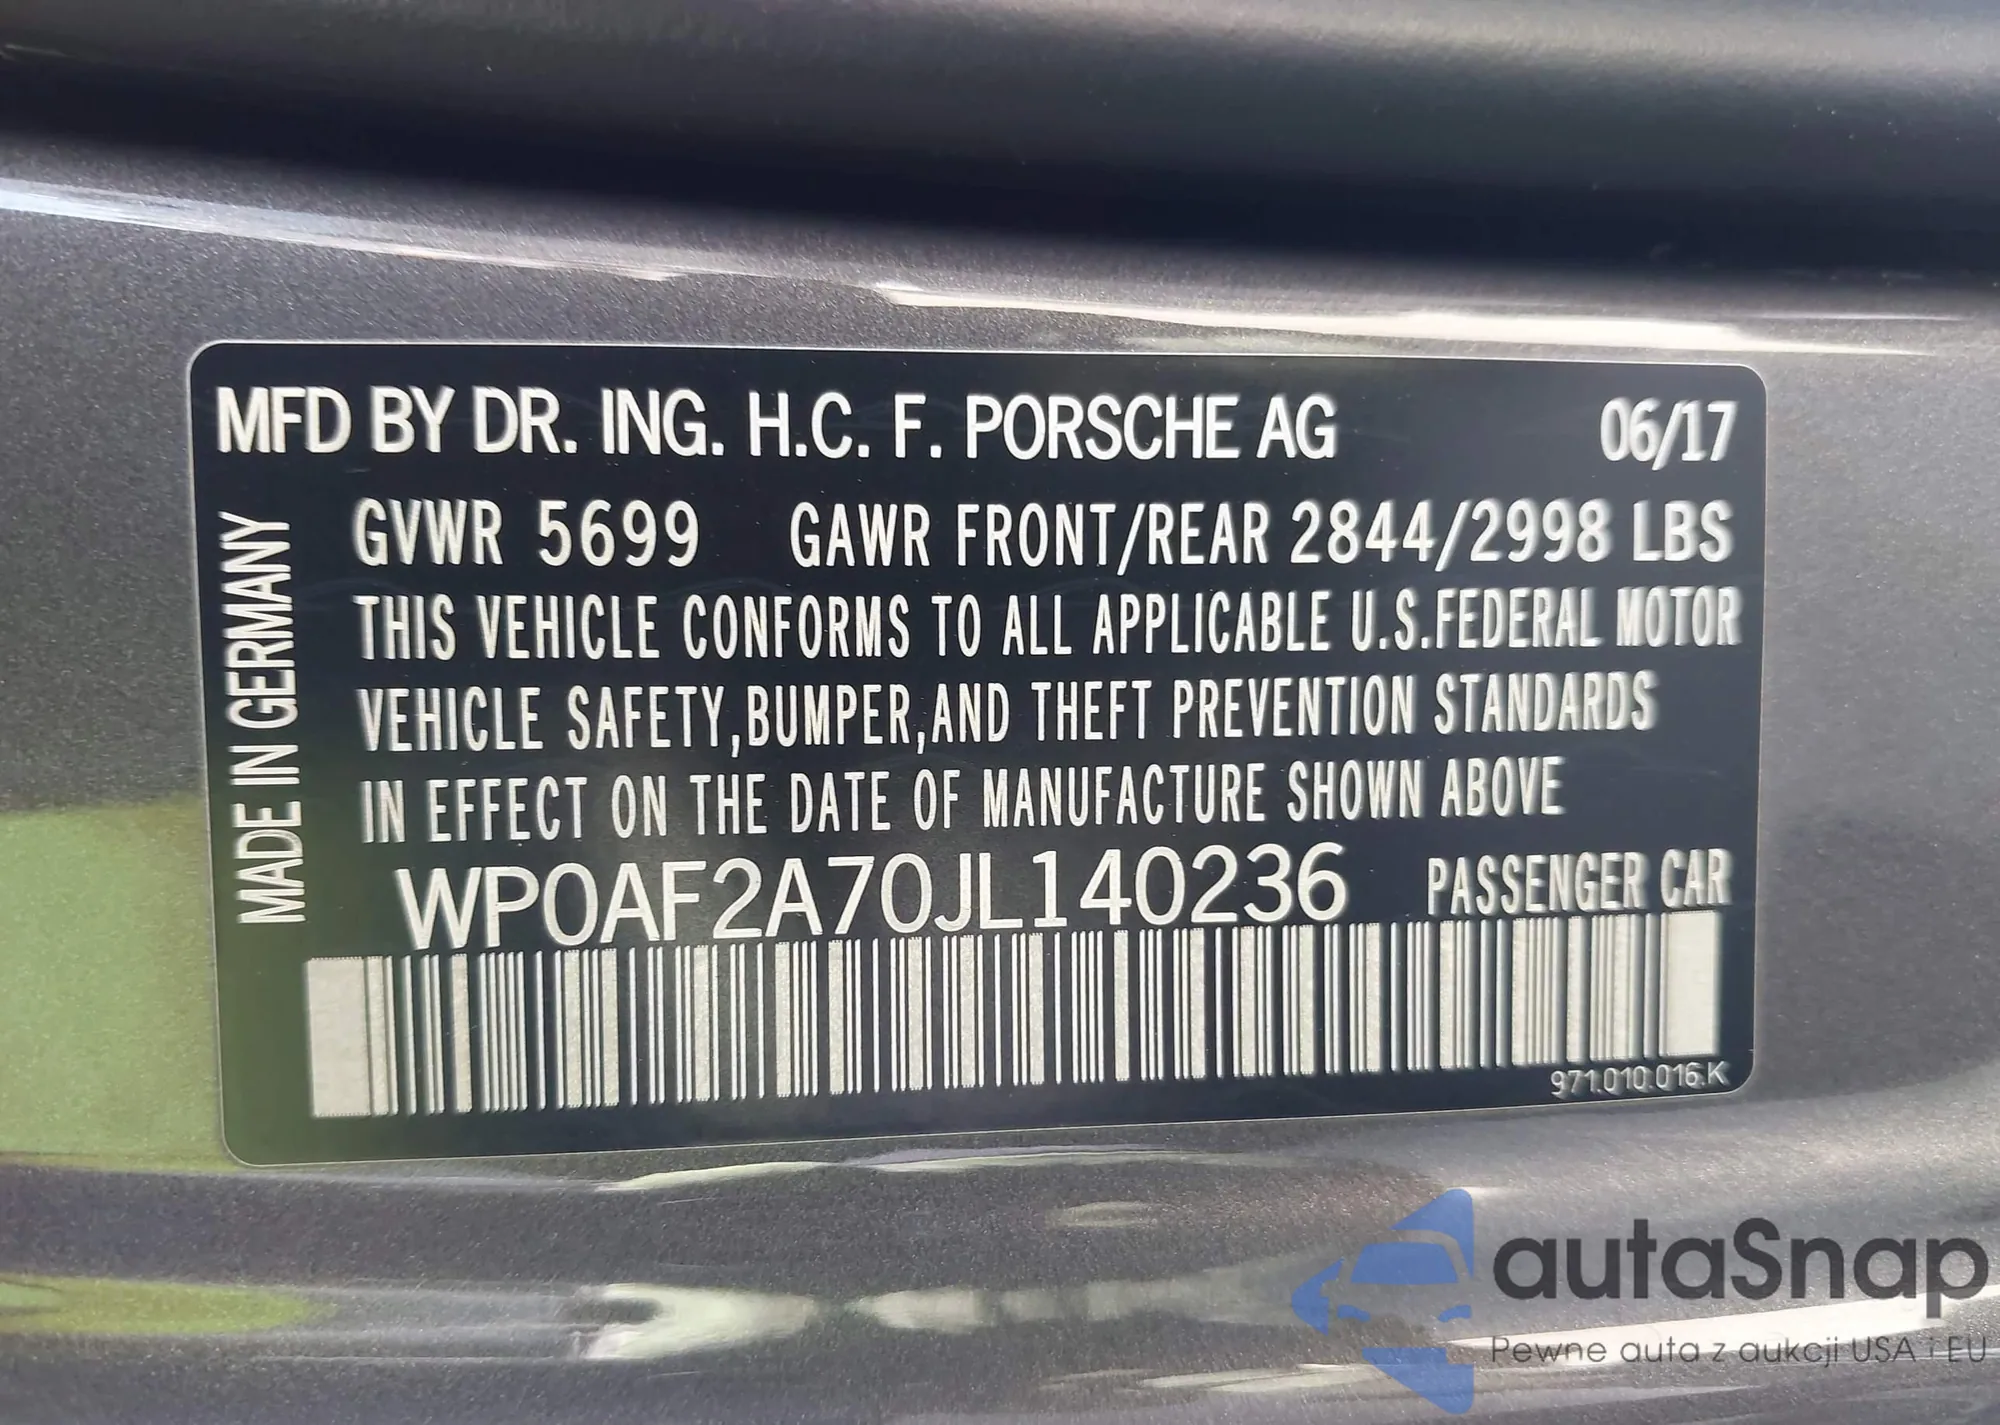 MFD BY DR. ING. H.C. F. PORSCHE AG 06/17
GVWR 5699 GAWR FRONT/REAR 2844/2998 LBS
THIS VEHICLE CONFORMS TO ALL APPLICABLE U.S.FEDERAL MOTOR
VEHICLE SAFETY,BUMPER,AND THEFT PREVENTION STANDARDS
IN EFFECT ON THE DATE OF MANUFACTURE SHOWN ABOVE
WP0AF2A70JL140236 PASSENGER CAR
971.010.016.K
MADE IN GERMANY
autaSnap
Pewne auta z aukcji USA i EU